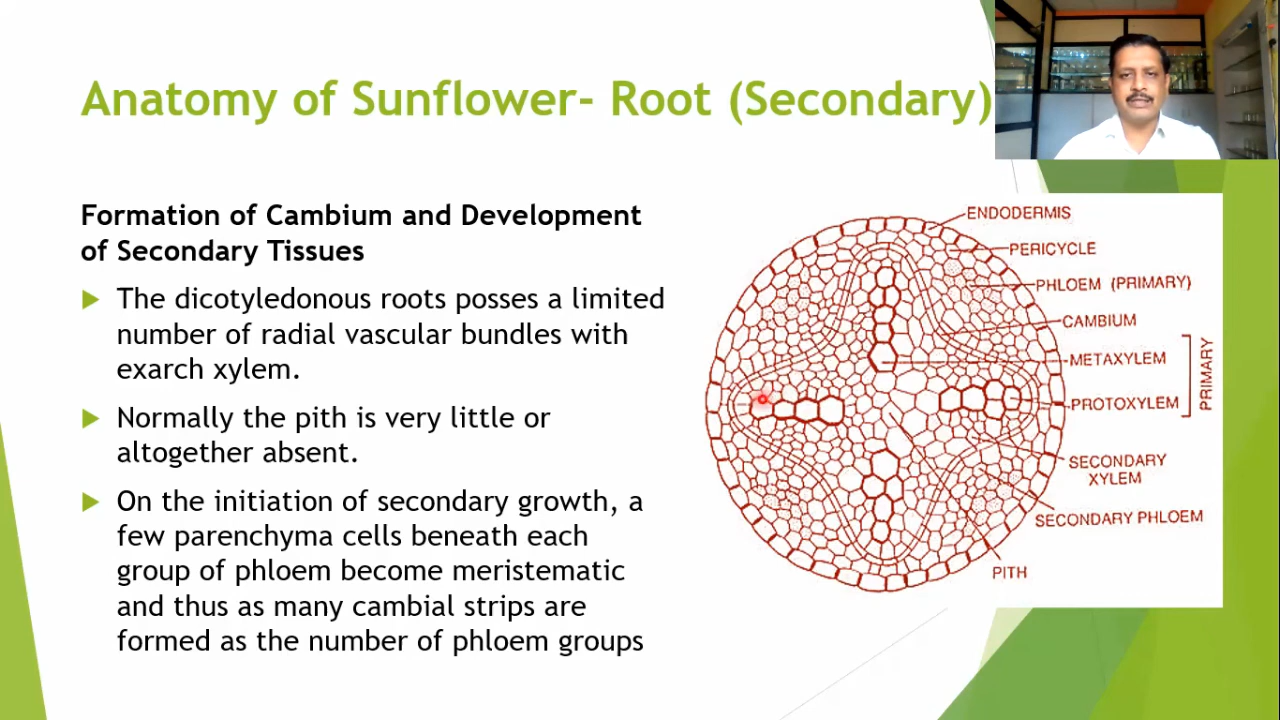 Anatomy of Sunflower- Root (Secondary)
Formation of Cambium and Development
of Secondary Tissues
The dicotyledonous roots posses a limited
number of radial vascular bundles with
exarch xylem.
Normally the pith is very little or
altogether absent.
On the initiation of secondary growth, a
few parenchyma cells beneath each
group of phloem become meristematic
and thus as many cambial strips are
formed as the number of phloem groups
ENDODERMIS
PERICYCLE
PHLOEM (PRIMARY)
CAMBIUM
METAXYLEM
PROTOXYLEM
PRIMARY
SECONDARY
XYLEM
SECONDARY PHLOEM
PITH